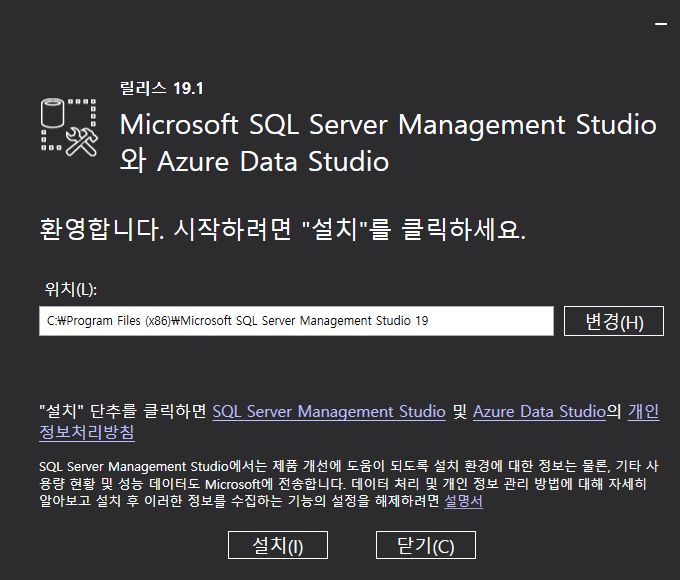 릴리스 19.1
Microsoft SQL Server Management Studio
와 Azure Data Studio
환영합니다. 시작하려면 "설치"를 클릭하세요.
위치(L):
C:₩Program Files (x86)₩Microsoft SQL Server Management Studio 19
변경(H)
"설치" 단추를 클릭하면 SQL Server Management Studio 및 Azure Data Studio의 개인
정보처리방침
SQL Server Management Studio에서는 제품 개선에 도움이 되도록 설치 환경에 대한 정보는 물론, 기타 사
용량 현황 및 성능 데이터도 Microsoft에 전송합니다. 데이터 처리 및 개인 정보 관리 방법에 대해 자세히
알아보고 설치 후 이러한 정보를 수집하는 기능의 설정을 해제하려면 설명서
설치(I)
닫기(C)